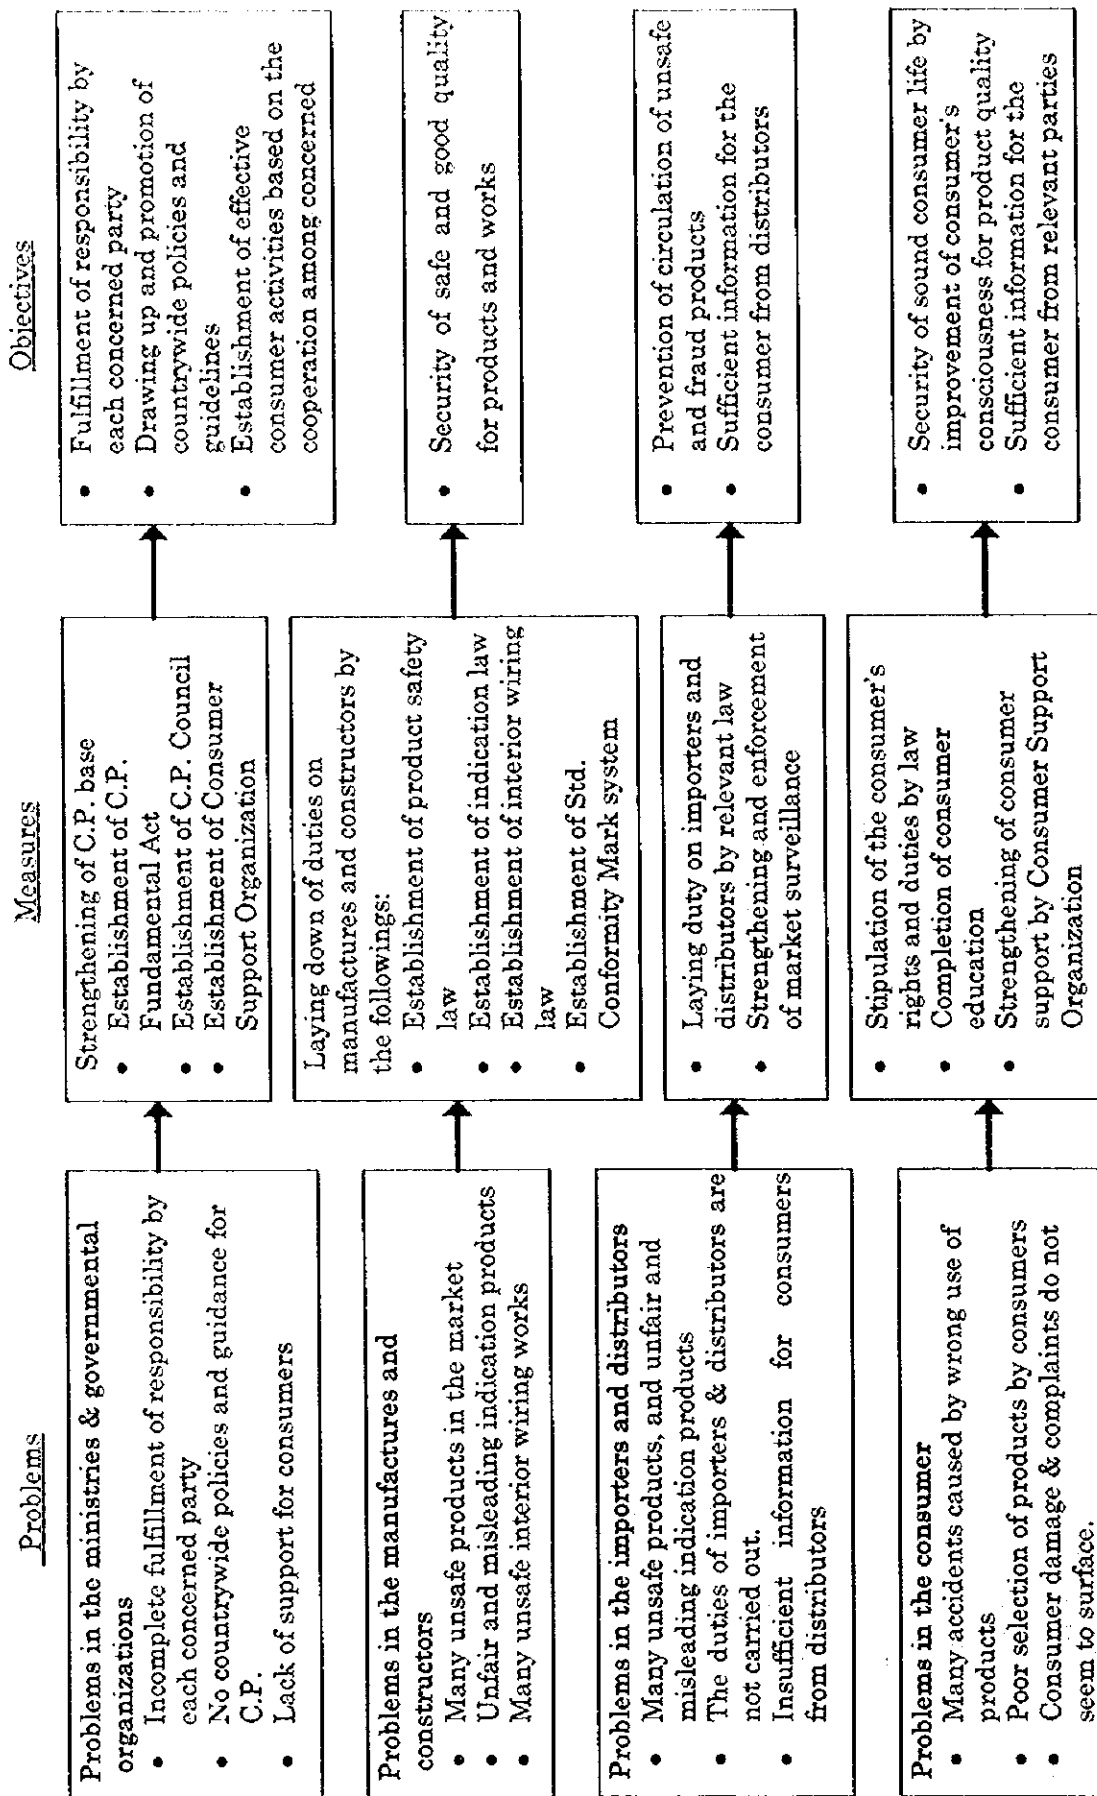 Problems
Measures
Objectives
Problems in the ministries & governmental
organizations
• Incomplete fulfillment of responsibility by
each concerned party
• No countrywide policies and guidance for
C.P.
• Lack of support for consumers
Strengthening of C.P. base
• Establishment of C.P.
Fundamental Act
• Establishment of C.P. Council
• Establishment of Consumer
Support Organization
• Fulfillment of responsibility by
each concerned party
• Drawing up and promotion of
countrywide policies and
guidelines
• Establishment of effective
consumer activities based on the
cooperation among concerned
Problems in the manufactures and
constructors
• Many unsafe products in the market
• Unfair and misleading indication products
• Many unsafe interior wiring works
Laying down of duties on
manufactures and constructors by
the followings:
• Establishment of product safety
law
• Establishment of indication law
• Establishment of interior wiring
law
• Establishment of Std.
Conformity Mark system
• Security of safe and good quality
for products and works
Problems in the importers and distributors
• Many unsafe products, and unfair and
misleading indication products
• The duties of importers & distributors are
not carried out.
• Insufficient information for consumers
from distributors
• Laying duty on importers and
distributors by relevant law
• Strengthening and enforcement
of market surveillance
• Prevention of circulation of unsafe
and fraud products
• Sufficient information for the
consumer from distributors
Problems in the consumer
• Many accidents caused by wrong use of
products
• Poor selection of products by consumers
• Consumer damage & complaints do not
seem to surface.
• Stipulation of the consumer's
rights and duties by law
• Completion of consumer
education
• Strengthening of consumer
support by Consumer Support
Organization
• Security of sound consumer life by
improvement of consumer's
consciousness for product quality
• Sufficient information for the
consumer from relevant parties